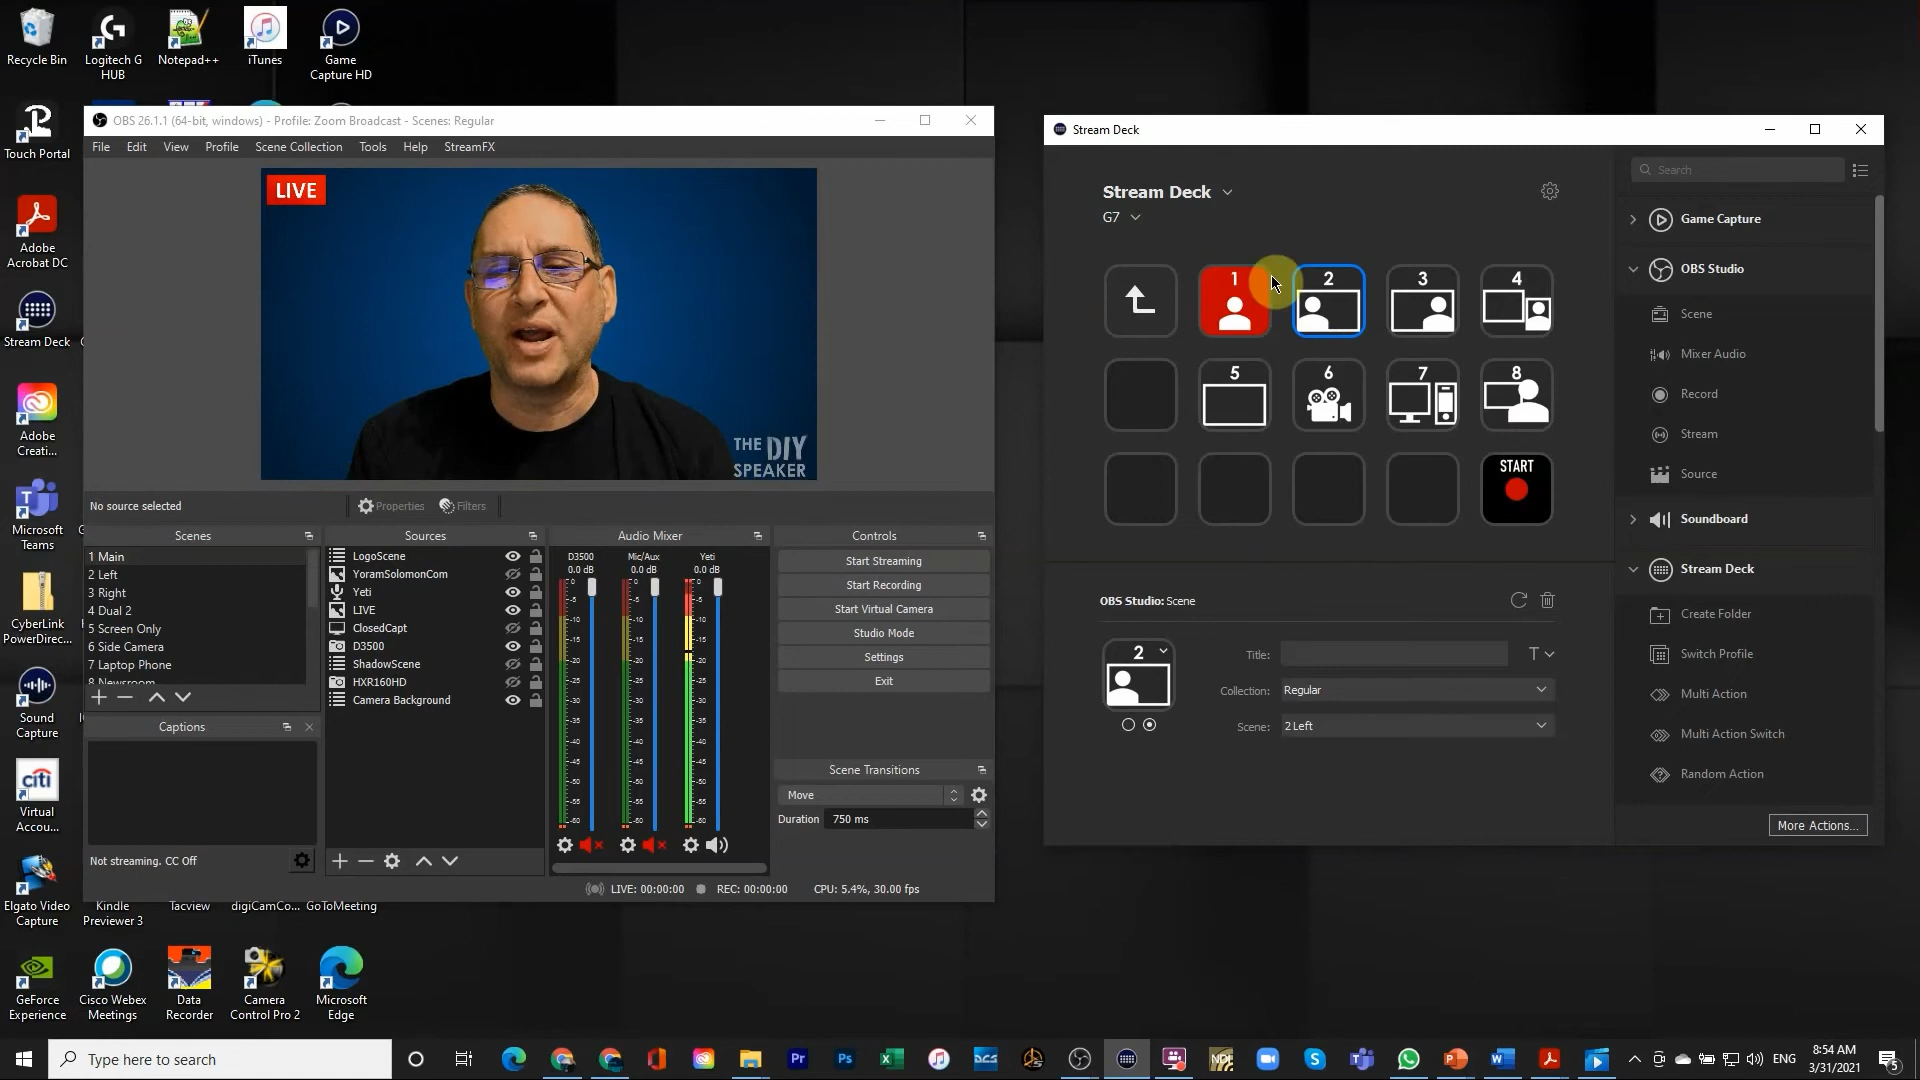 Recycle Bin
Logitech G
HUB
Notepad++
iTunes
Game
Capture HD
Touch Portal
Adobe
Acrobat DC
Stream Deck
Adobe
Creati...
Microsoft
Teams
CyberLink
PowerDirec...
Sound
Capture
citi
Virtual
Accou...
Elgato Video
Capture
Kindle
Previewer 3
Tacview
digiCamCo...
GoToMeeting
GeForce
Experience
Cisco Webex
Meetings
Data
Recorder
Camera
Control Pro 2
Microsoft
Edge
OBS 26.1.1 (64-bit, windows) - Profile: Zoom Broadcast - Scenes: Regular
File Edit View Profile Scene Collection Tools Help StreamFX
LIVE
THE DIY
SPEAKER
No source selected
Properties
Filters
Scenes
1 Main
2 Left
3 Right
4 Dual 2
5 Screen Only
6 Side Camera
7 Laptop Phone
8 Newsroom
Captions
Not streaming. CC Off
Sources
LogoScene
YoramSolomonCom
Yeti
LIVE
ClosedCapt
D3500
ShadowScene
HXR160HD
Camera Background
Audio Mixer
D3500 Mic/Aux Yeti
0.0 dB 0.0 dB 0.0 dB
Controls
Start Streaming
Start Recording
Start Virtual Camera
Studio Mode
Settings
Exit
Scene Transitions
Move
Duration 750 ms
LIVE: 00:00:00 REC: 00:00:00 CPU: 5.4%, 30.00 fps
Stream Deck
Stream Deck
G7
1 2 3 4
5 6 7 8
START
OBS Studio: Scene
2
Title:
Collection: Regular
Scene: 2 Left
Search
Game Capture
OBS Studio
Scene
Mixer Audio
Record
Stream
Source
Soundboard
Stream Deck
Create Folder
Switch Profile
Multi Action
Multi Action Switch
Random Action
More Actions...
Type here to search
ENG
8:54 AM
3/31/2021
5